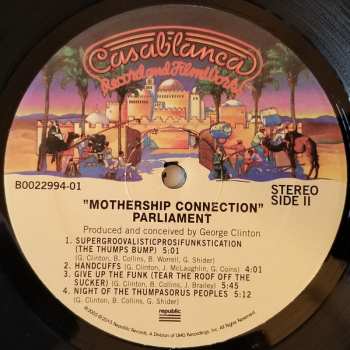 Casablanca
Record and FilmWorks
B0022994-01
STEREO
SIDE II
"MOTHERSHIP CONNECTION"
PARLIAMENT
Produced and conceived by George Clinton
1. SUPERGROOVALISTICPROSIFUNKSTICATION
(THE THUMPS BUMP) 5:01
(G. Clinton, B. Collins, B. Worrell, G. Shider)
2. HANDCUFFS (G. Clinton, J. McLaughlin, G. Goins) 4:01
3. GIVE UP THE FUNK (TEAR THE ROOF OFF THE
SUCKER) (G. Clinton, B. Collins, J. Brailey) 5:45
4. NIGHT OF THE THUMPASORUS PEOPLES 5:12
(G. Clinton, B. Collins, G. Shider)
republic